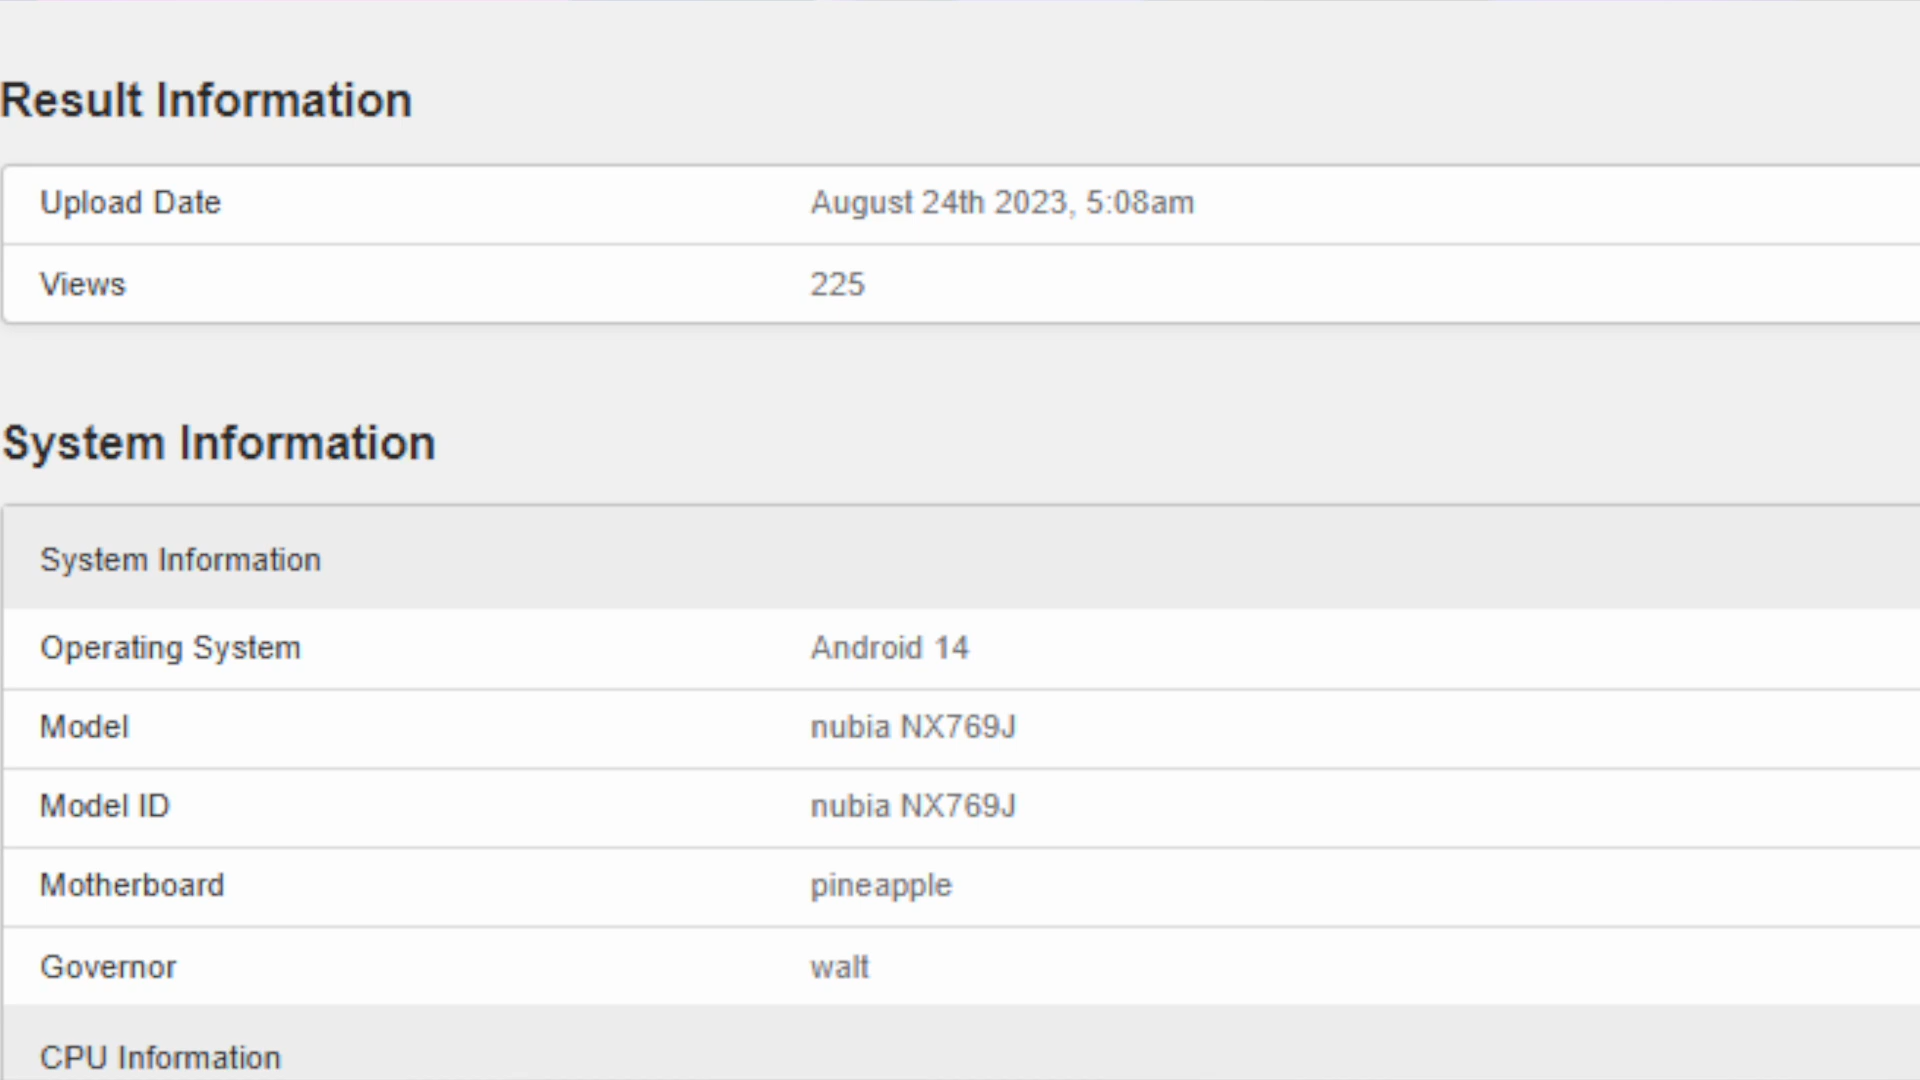 Result Information
Upload Date August 24th 2023, 5:08am
Views 225
System Information
System Information
Operating System Android 14
Model nubia NX769J
Model ID nubia NX769J
Motherboard pineapple
Governor walt
CPU Information